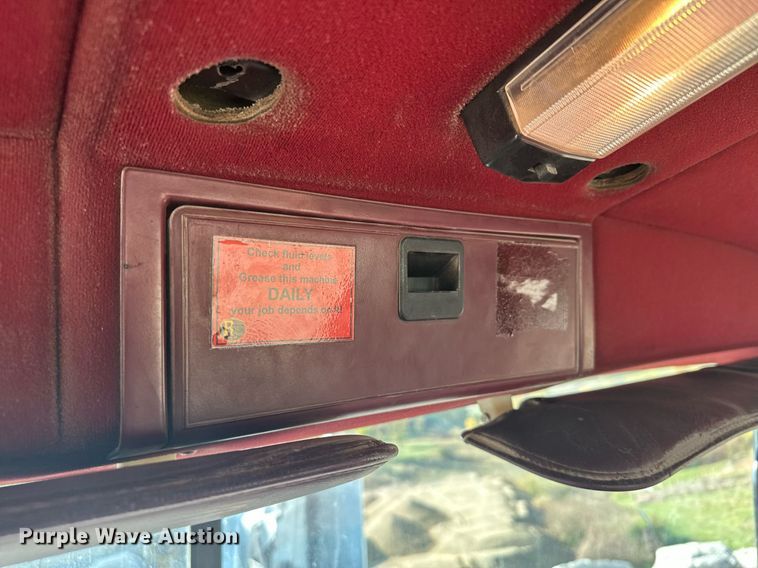 Check fluid levels
and
Grease this machine
DAILY
your job depends on it!
Purple Wave Auction